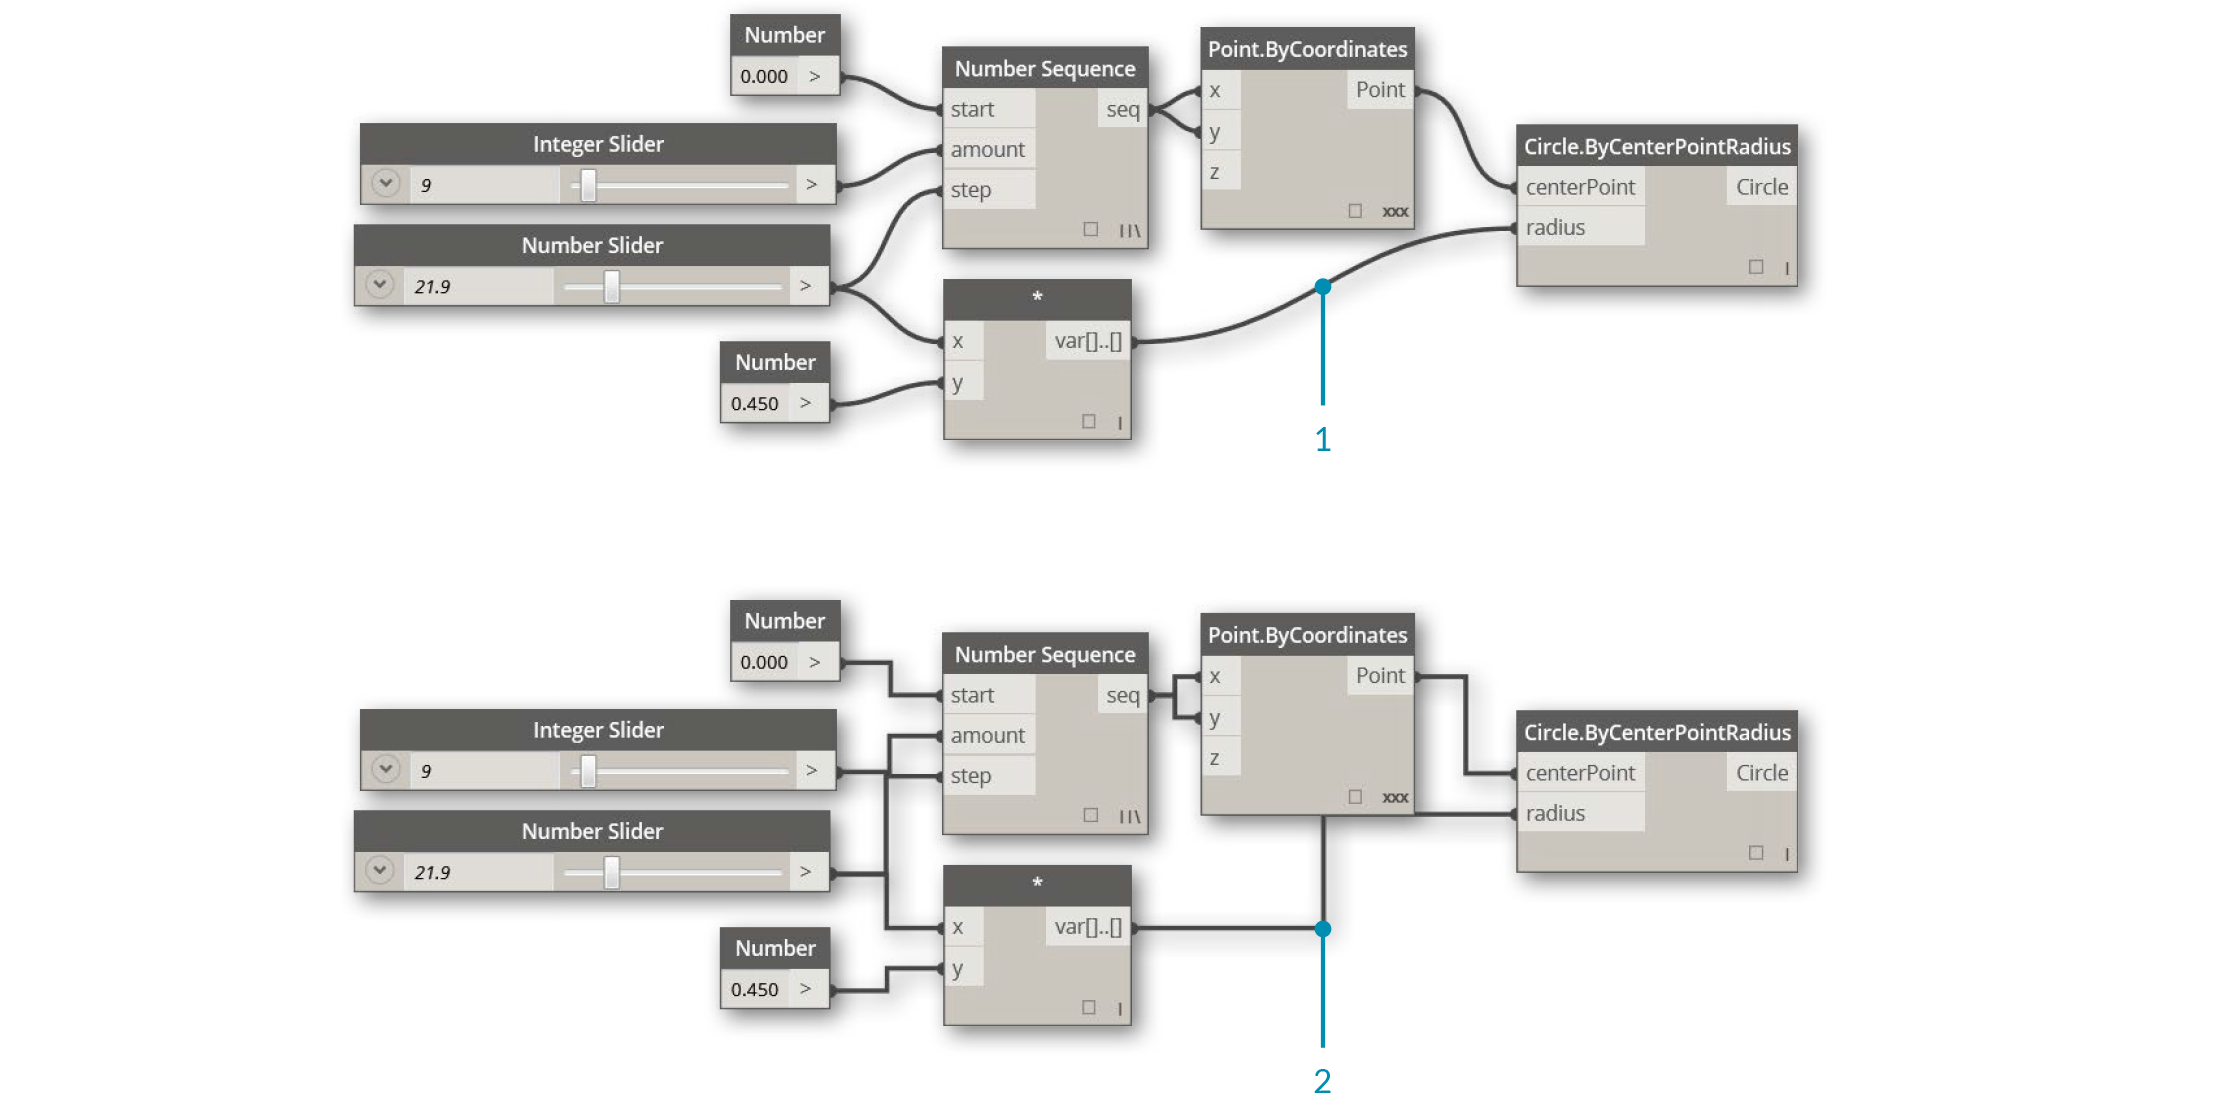 Number
0.000 >
Integer Slider
9 >
Number Slider
21.9 >
Number
0.450 >
Number Sequence
start seq
amount
step
||\
*
x var[]..[]
y
|
Point.ByCoordinates
x Point
y
z
xxx
Circle.ByCenterPointRadius
centerPoint Circle
radius
|
1
Number
0.000 >
Integer Slider
9 >
Number Slider
21.9 >
Number
0.450 >
Number Sequence
start seq
amount
step
||\
*
x var[]..[]
y
|
Point.ByCoordinates
x Point
y
z
xxx
Circle.ByCenterPointRadius
centerPoint Circle
radius
|
2